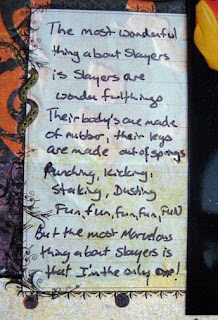 The most wonderful
thing about Slayers
is Slayers are
wonderful things
Their body's are made
of rubber, their legs
are made out of springs
Punching, Kicking,
Staking, Dusting
Fun, fun, Fun, Fun, FuN
But the most Marvelous
thing about Slayers is
that I'm the only one!